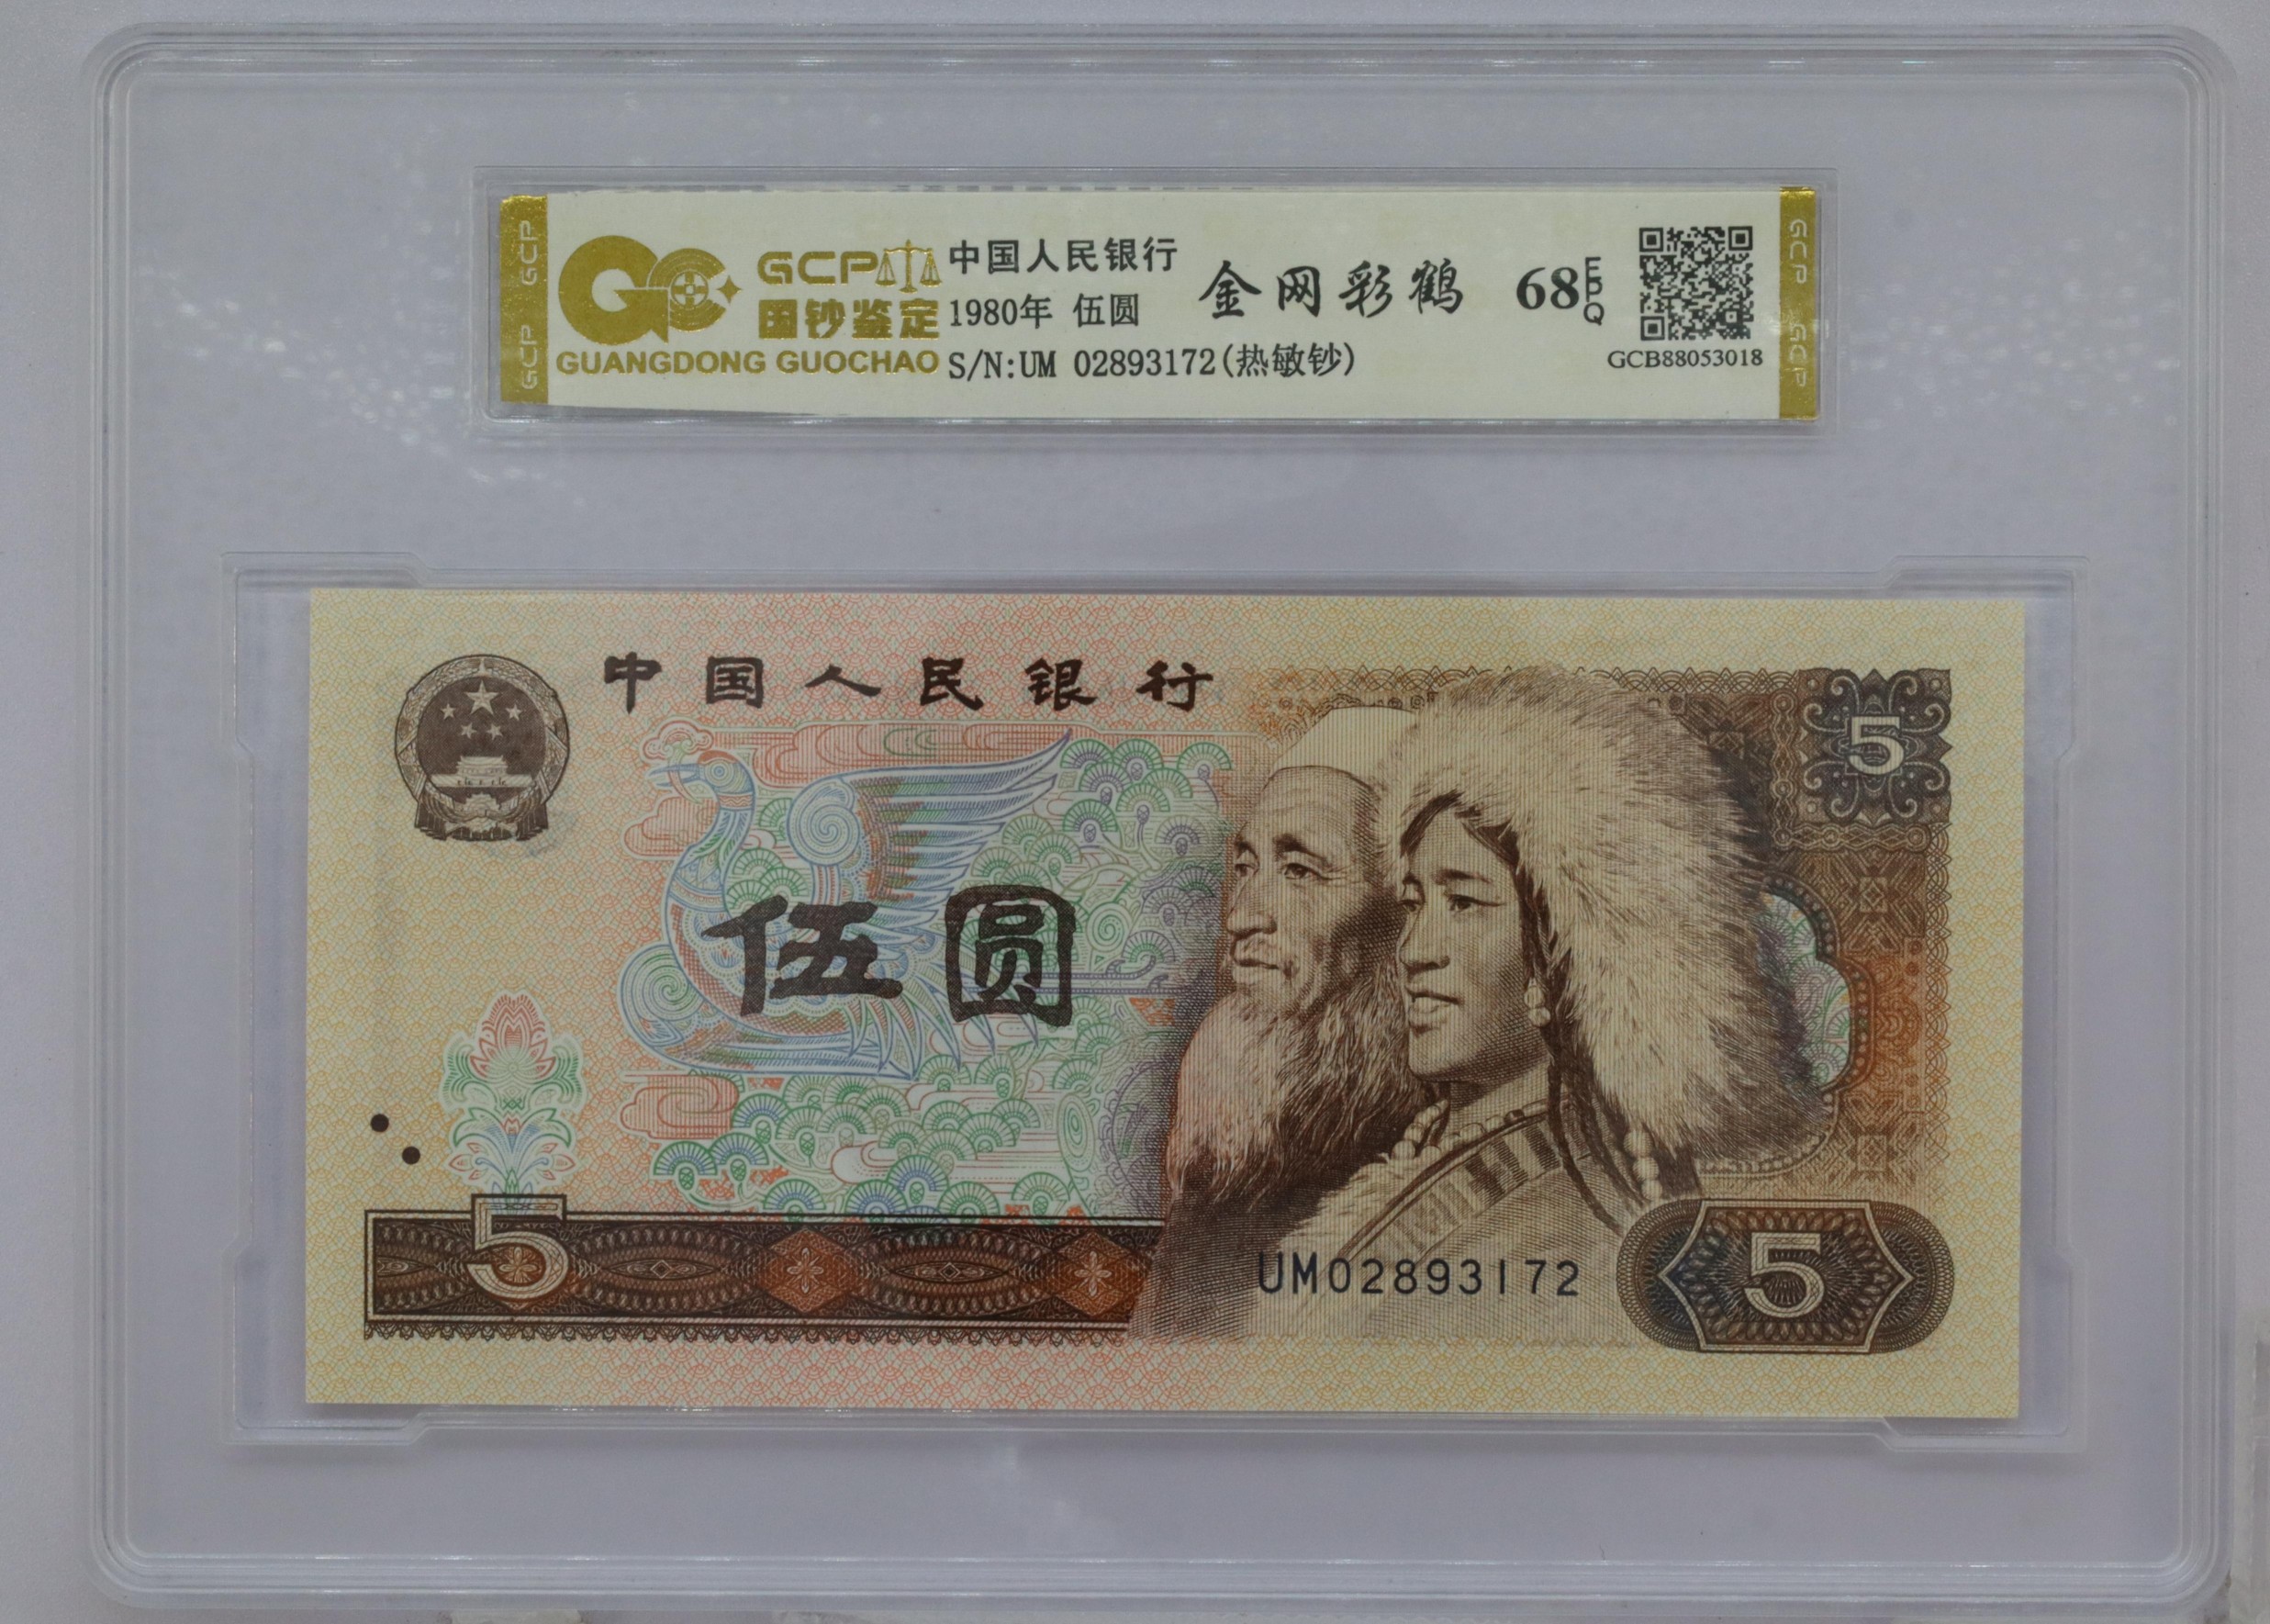 GCP GCP
GCP
国钞鉴定
GUANGDONG GUOCHAO
中国人民银行
1980年 伍圆
S/N:UM 02893172(热敏钞)
金网彩鹤
68 EPQ
GCB88053018
GCP GCP
中国人民银行
5
伍圆
5
UM02893172
5